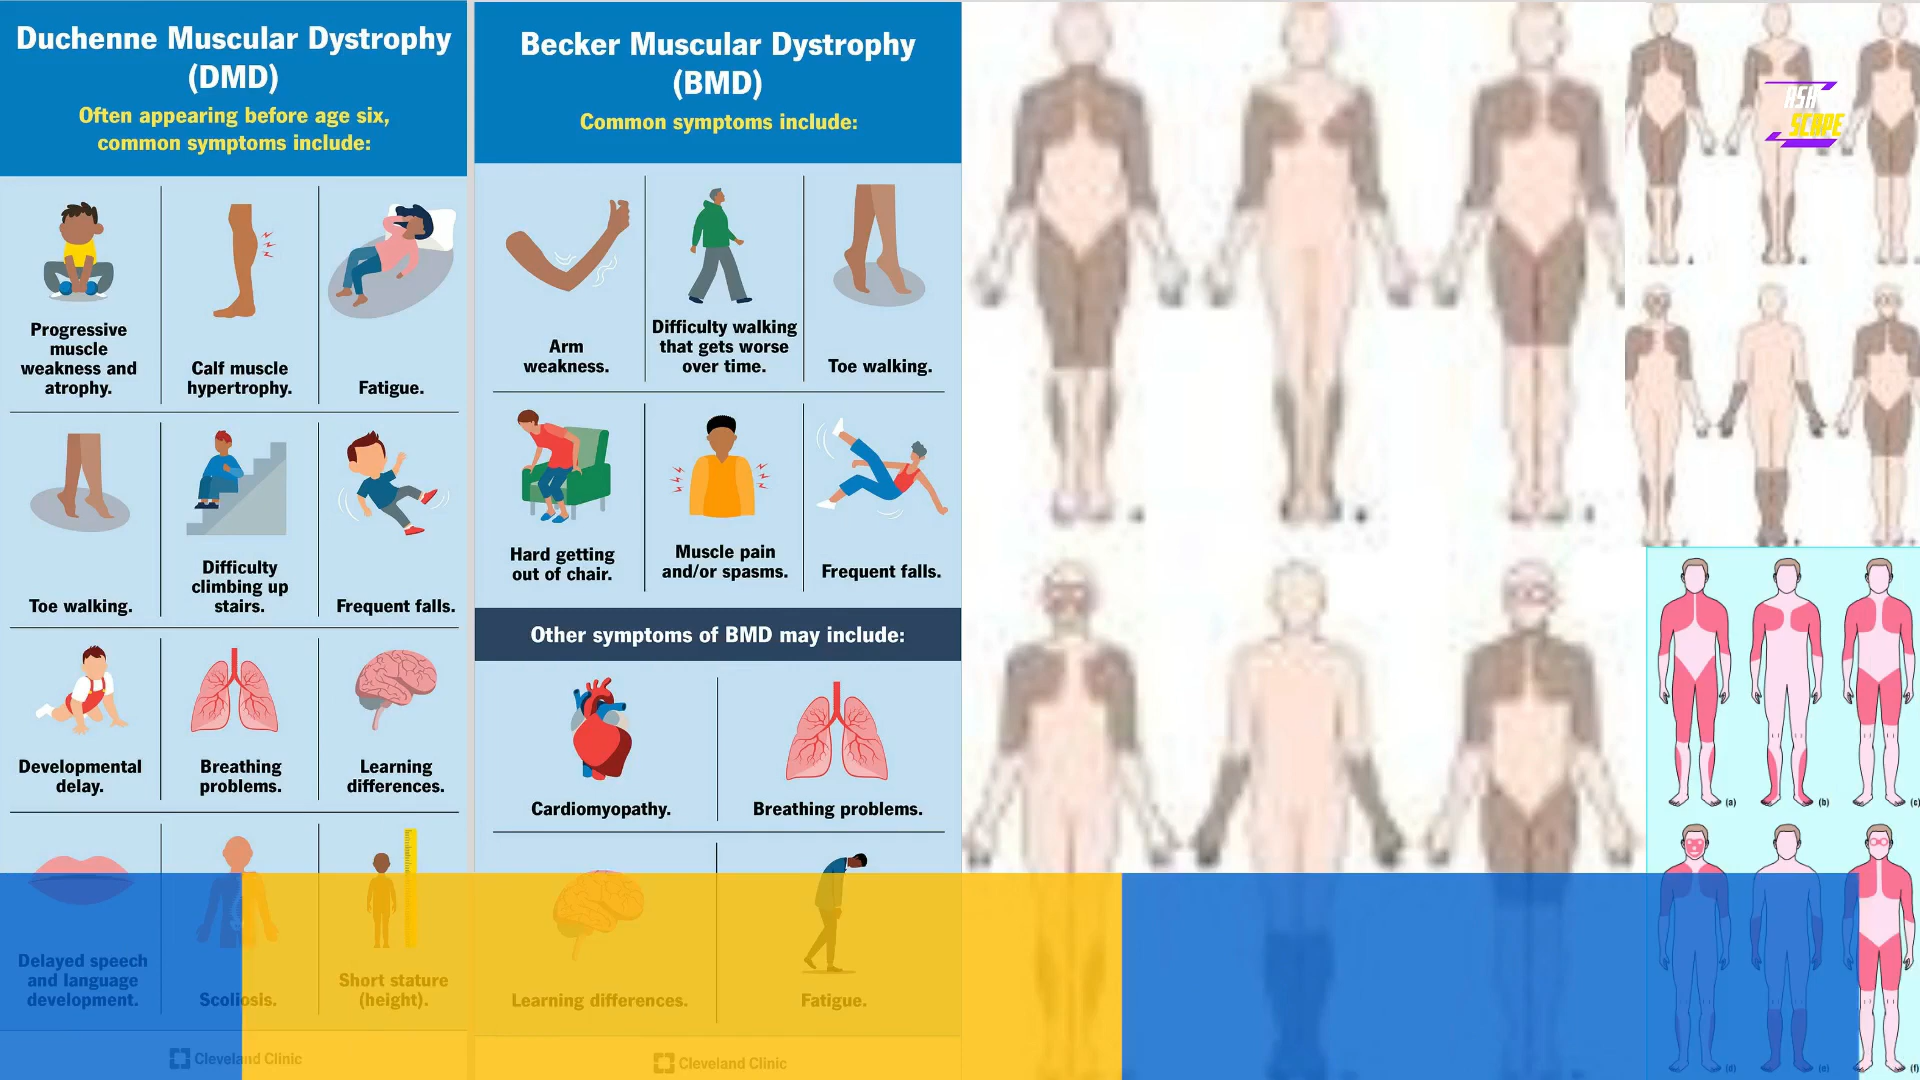 Duchenne Muscular Dystrophy
(DMD)
Often appearing before age six,
common symptoms include:
Progressive
muscle
weakness and
atrophy.
Calf muscle
hypertrophy.
Fatigue.
Toe walking.
Difficulty
climbing up
stairs.
Frequent falls.
Developmental
delay.
Breathing
problems.
Learning
differences.
Delayed speech
and language
development.
Scoliosis.
Short stature
(height).
Cleveland Clinic
Becker Muscular Dystrophy
(BMD)
Common symptoms include:
Arm
weakness.
Difficulty walking
that gets worse
over time.
Toe walking.
Hard getting
out of chair.
Muscle pain
and/or spasms.
Frequent falls.
Other symptoms of BMD may include:
Cardiomyopathy.
Breathing problems.
Learning differences.
Fatigue.
Cleveland Clinic
ASH
SCOPE
(a)
(b)
(c)
(d)
(e)
(f)